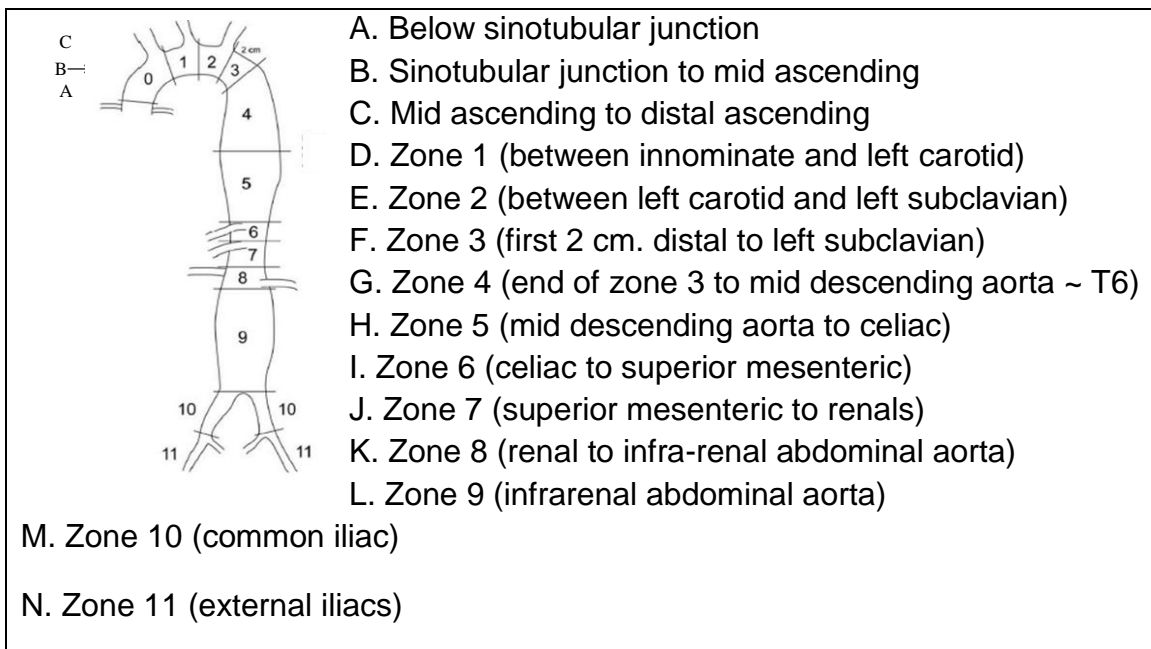 C
B
A
0
1
2
2 cm
3
4
5
6
7
8
9
10
10
11
11
A. Below sinotubular junction
B. Sinotubular junction to mid ascending
C. Mid ascending to distal ascending
D. Zone 1 (between innominate and left carotid)
E. Zone 2 (between left carotid and left subclavian)
F. Zone 3 (first 2 cm. distal to left subclavian)
G. Zone 4 (end of zone 3 to mid descending aorta ~ T6)
H. Zone 5 (mid descending aorta to celiac)
I. Zone 6 (celiac to superior mesenteric)
J. Zone 7 (superior mesenteric to renals)
K. Zone 8 (renal to infra-renal abdominal aorta)
L. Zone 9 (infrarenal abdominal aorta)
M. Zone 10 (common iliac)
N. Zone 11 (external iliacs)